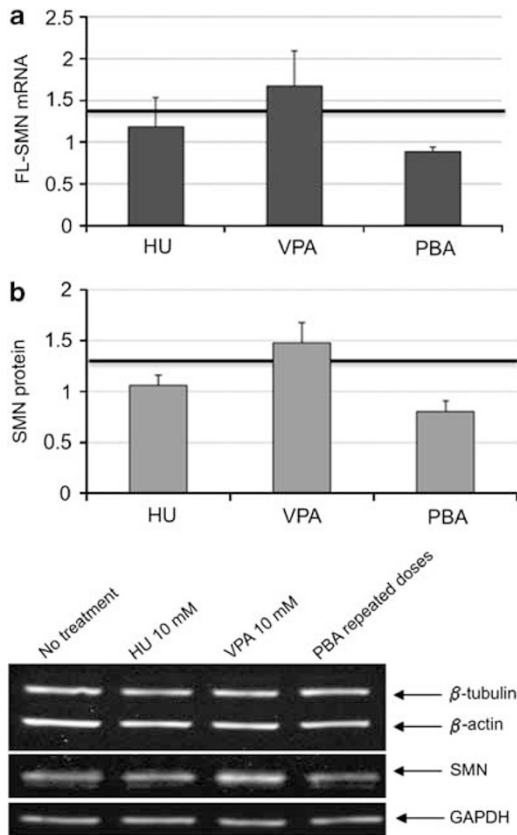 a
FL-SMN mRNA
2.5
2
1.5
1
0.5
0
HU VPA PBA
b
SMN protein
2
1.5
1
0.5
0
HU VPA PBA
No treatment
HU 10 mM
VPA 10 mM
PBA repeated doses
β-tubulin
β-actin
SMN
GAPDH